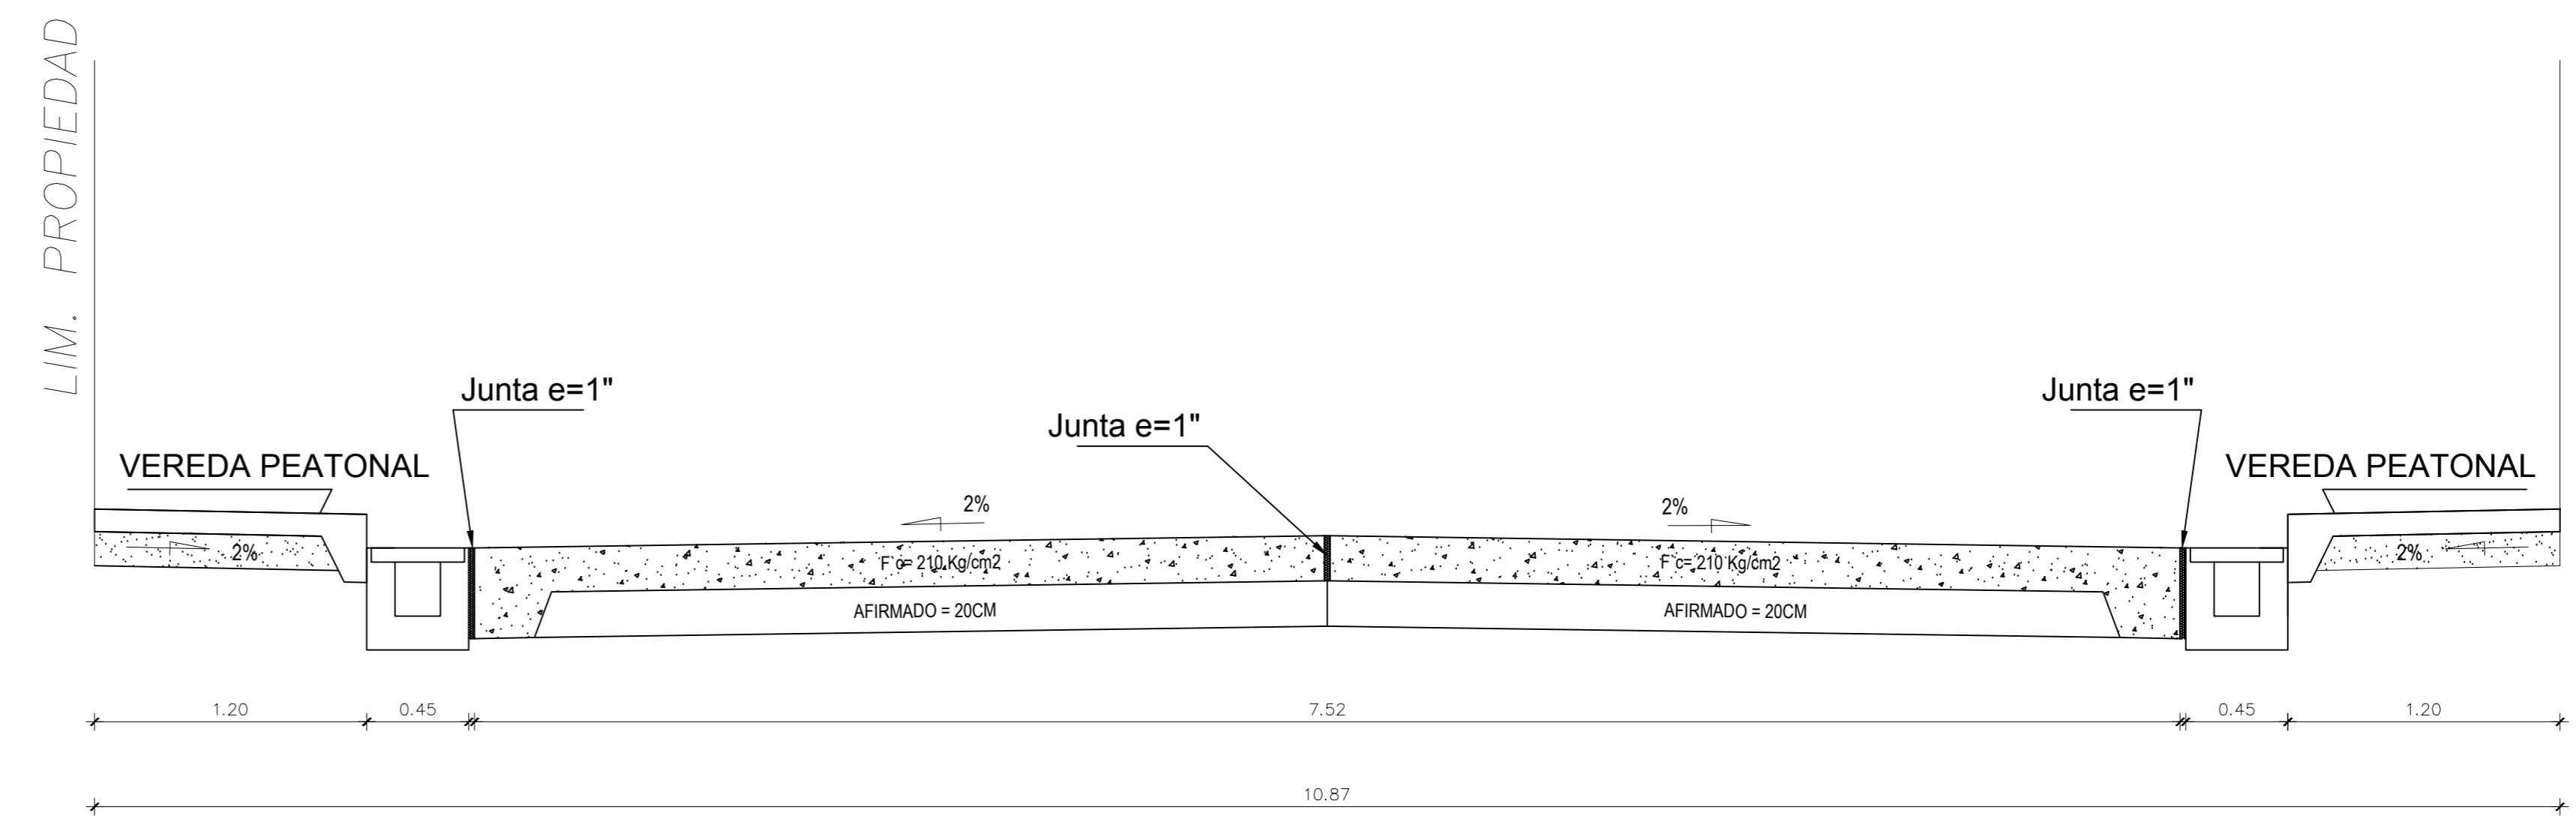 LIM. PROPIEDAD
Junta e=1"
Junta e=1"
Junta e=1"
VEREDA PEATONAL
VEREDA PEATONAL
2%
2%
2%
2%
F´c= 210 Kg/cm2
F´c= 210 Kg/cm2
AFIRMADO = 20CM
AFIRMADO = 20CM
1.20
0.45
7.52
0.45
1.20
10.87